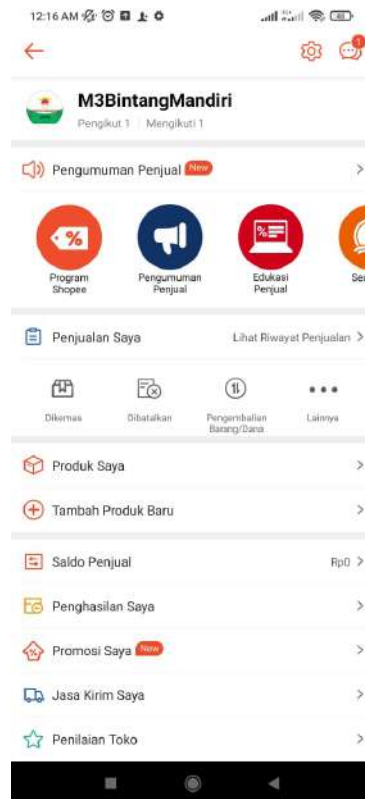 12:16 AM
M3BintangMandiri
Pengikut 1 Mengikuti 1
Pengumuman Penjual New
%
Program
Shopee
Pengumuman
Penjual
Edukasi
Penjual
Penjualan Saya Lihat Riwayat Penjualan >
Dikemas
Dibatalkan
Pengembalian
Barang/Dana
Lainnya
Produk Saya >
Tambah Produk Baru >
Saldo Penjual Rp0 >
Penghasilan Saya >
Promosi Saya New >
Jasa Kirim Saya >
Penilaian Toko >